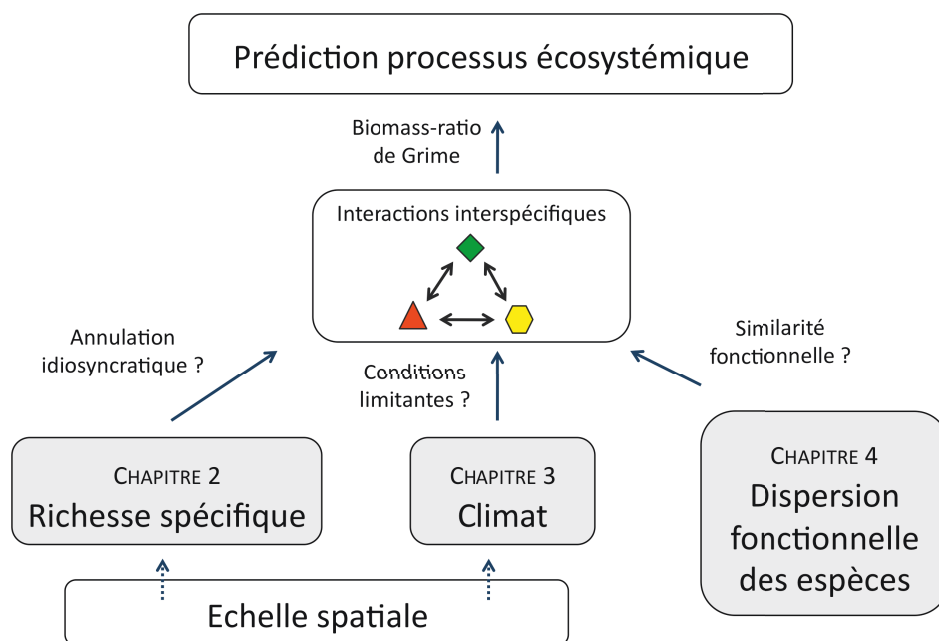 Prédiction processus écosystémique
Biomass-ratio
de Grime
Interactions interspécifiques
Annulation
idiosyncratique ?
Conditions
limitantes ?
Similarité
fonctionnelle ?
CHAPITRE 2
Richesse spécifique
CHAPITRE 3
Climat
CHAPITRE 4
Dispersion
fonctionnelle
des espèces
Echelle spatiale